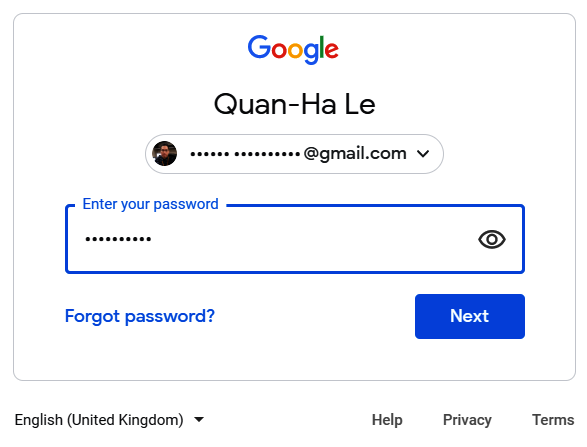 Google
Quan-Ha Le
•••••• ••••••••••@gmail.com
Enter your password
••••••••••
Forgot password?
Next
English (United Kingdom)
Help Privacy Terms